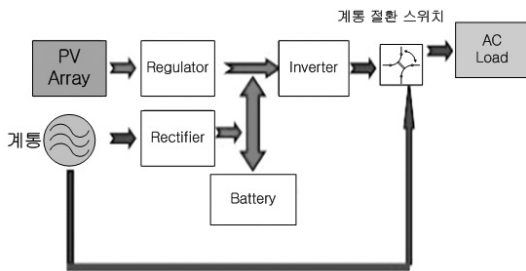 계통 절환 스위치
PV
Array
Regulator
Inverter
AC
Load
계통
Rectifier
Battery